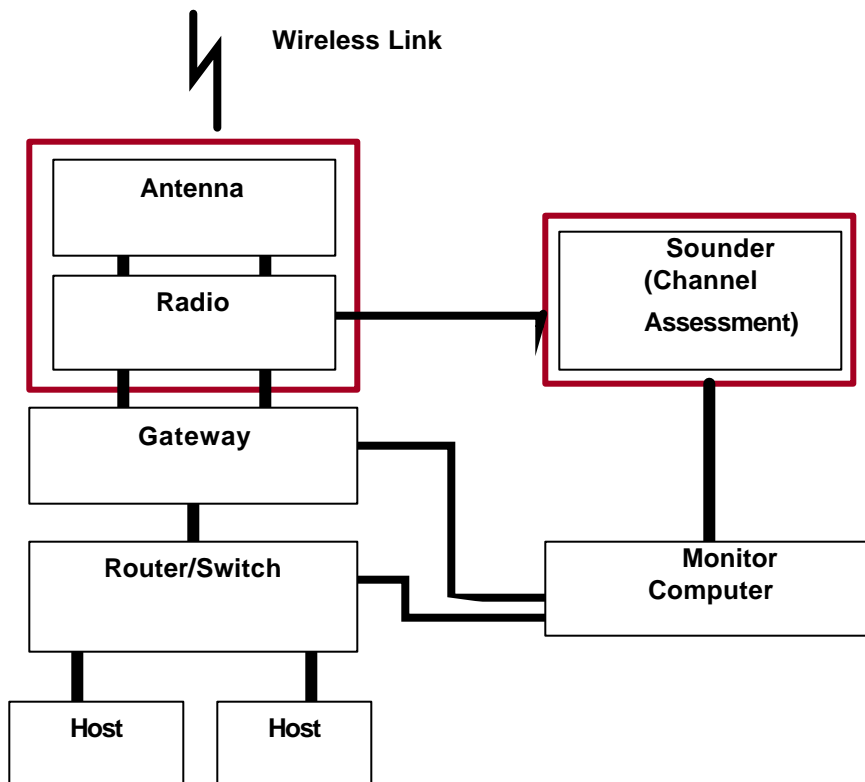 Wireless Link
Antenna
Radio
Sounder
(Channel
Assessment)
Gateway
Router/Switch
Monitor
Computer
Host
Host